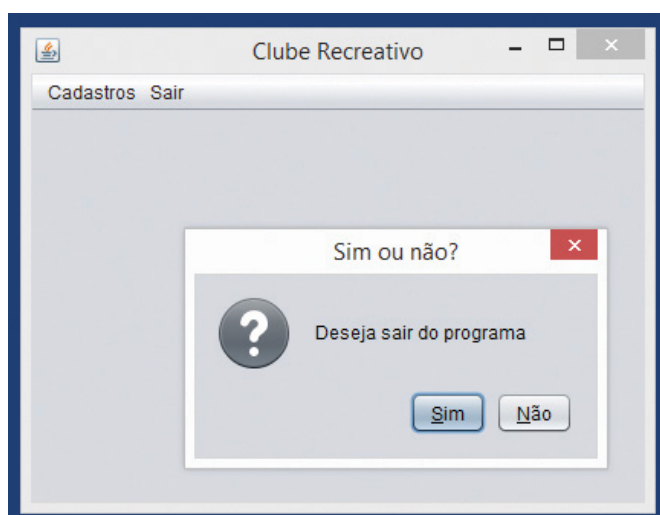 Clube Recreativo
Cadastros Sair
Sim ou não?
?
Deseja sair do programa
Sim Não